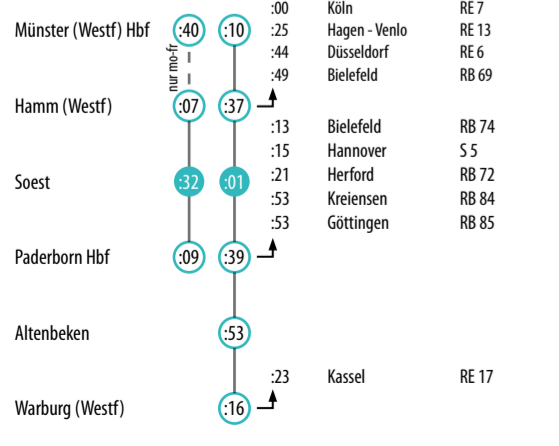 :00 Köln RE 7
Münster (Westf) Hbf :40 :10 :25 Hagen - Venlo RE 13
:44 Düsseldorf RE 6
nur mo-fr
:49 Bielefeld RB 69
Hamm (Westf) :07 :37
:13 Bielefeld RB 74
:15 Hannover S 5
Soest :32 :01 :21 Herford RB 72
:53 Kreiensen RB 84
:53 Göttingen RB 85
Paderborn Hbf :09 :39
Altenbeken :53
:23 Kassel RE 17
Warburg (Westf) :16